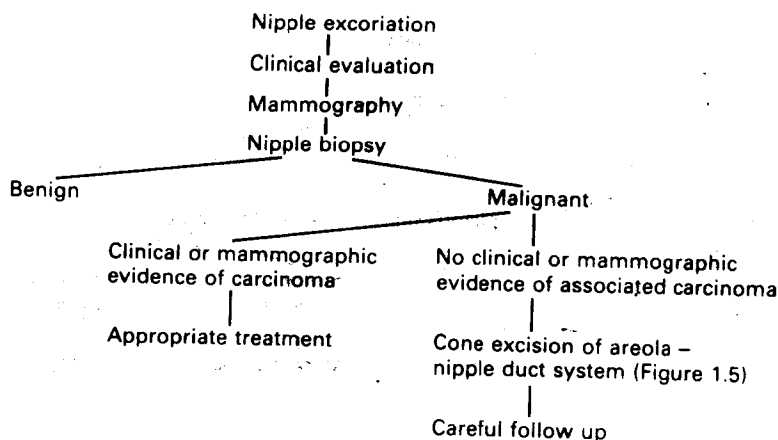 Nipple excoriation
Clinical evaluation
Mammography
Nipple biopsy
Benign
Malignant
Clinical or mammographic
evidence of carcinoma
No clinical or mammographic
evidence of associated carcinoma
Appropriate treatment
Cone excision of areola –
nipple duct system (Figure 1.5)
Careful follow up